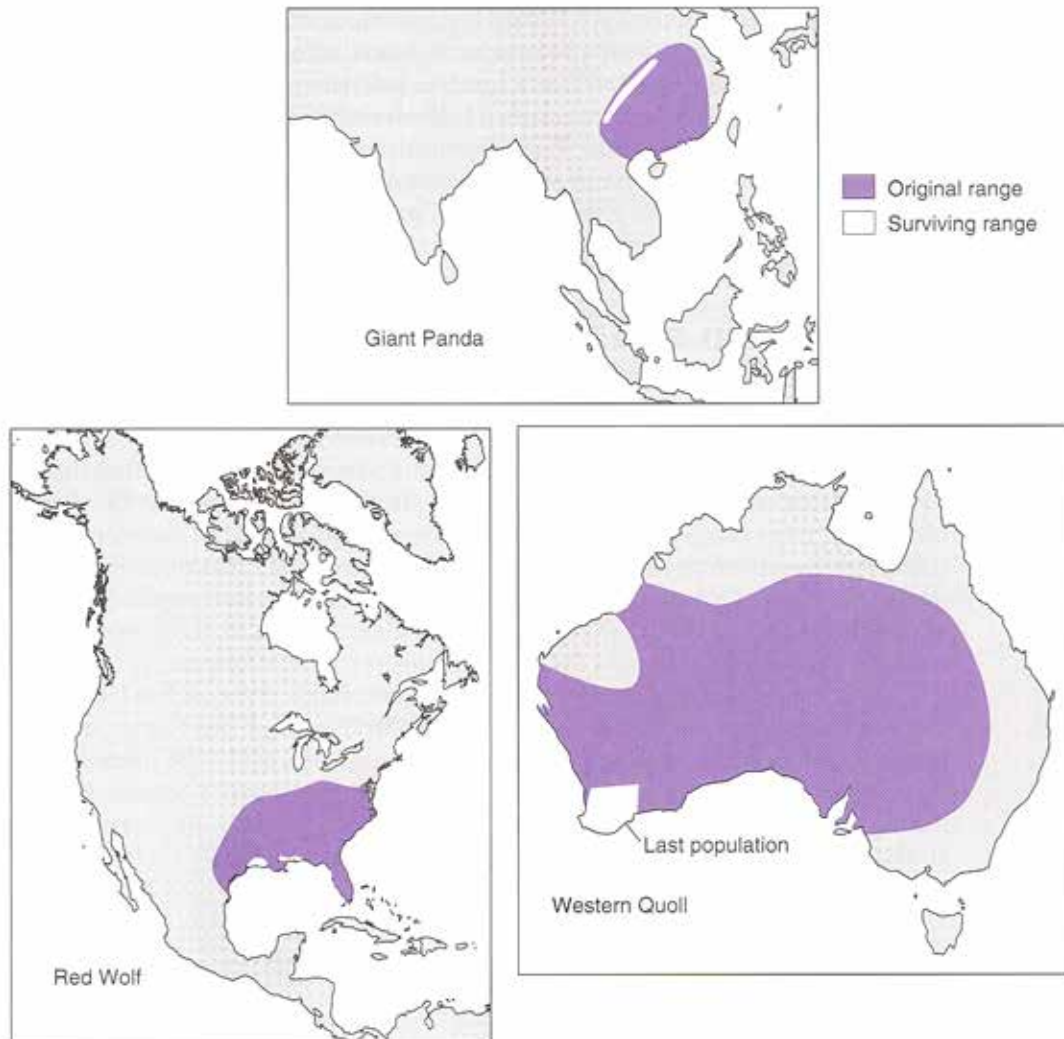 Giant Panda
Original range
Surviving range
Red Wolf
Last population
Western Quoll